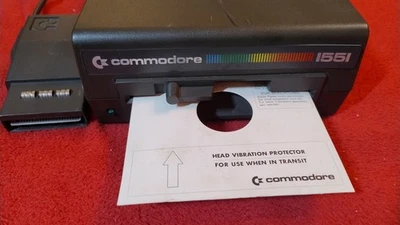 commodore 1551
HEAD VIBRATION PROTECTOR
FOR USE WHEN IN TRANSIT
commodore